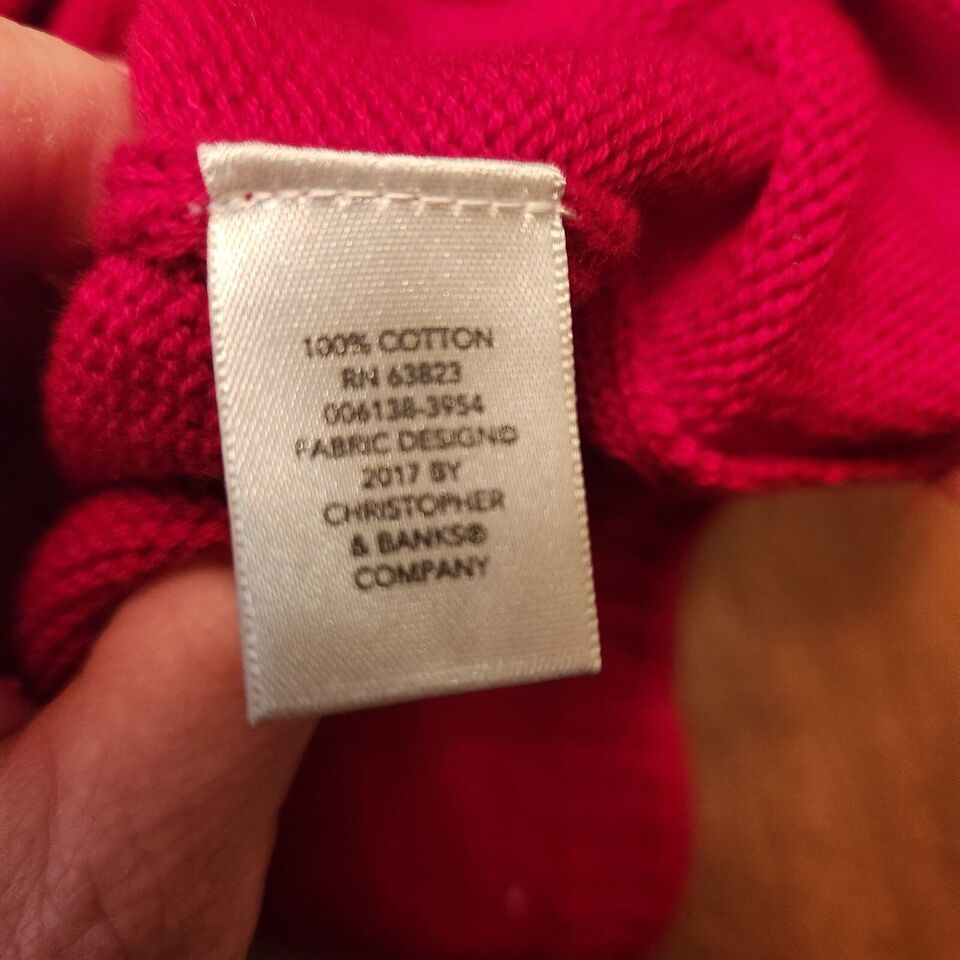 100% COTTON
RN 63823
006138-3954
FABRIC DESIGN©
2017 BY
CHRISTOPHER
& BANKS®
COMPANY